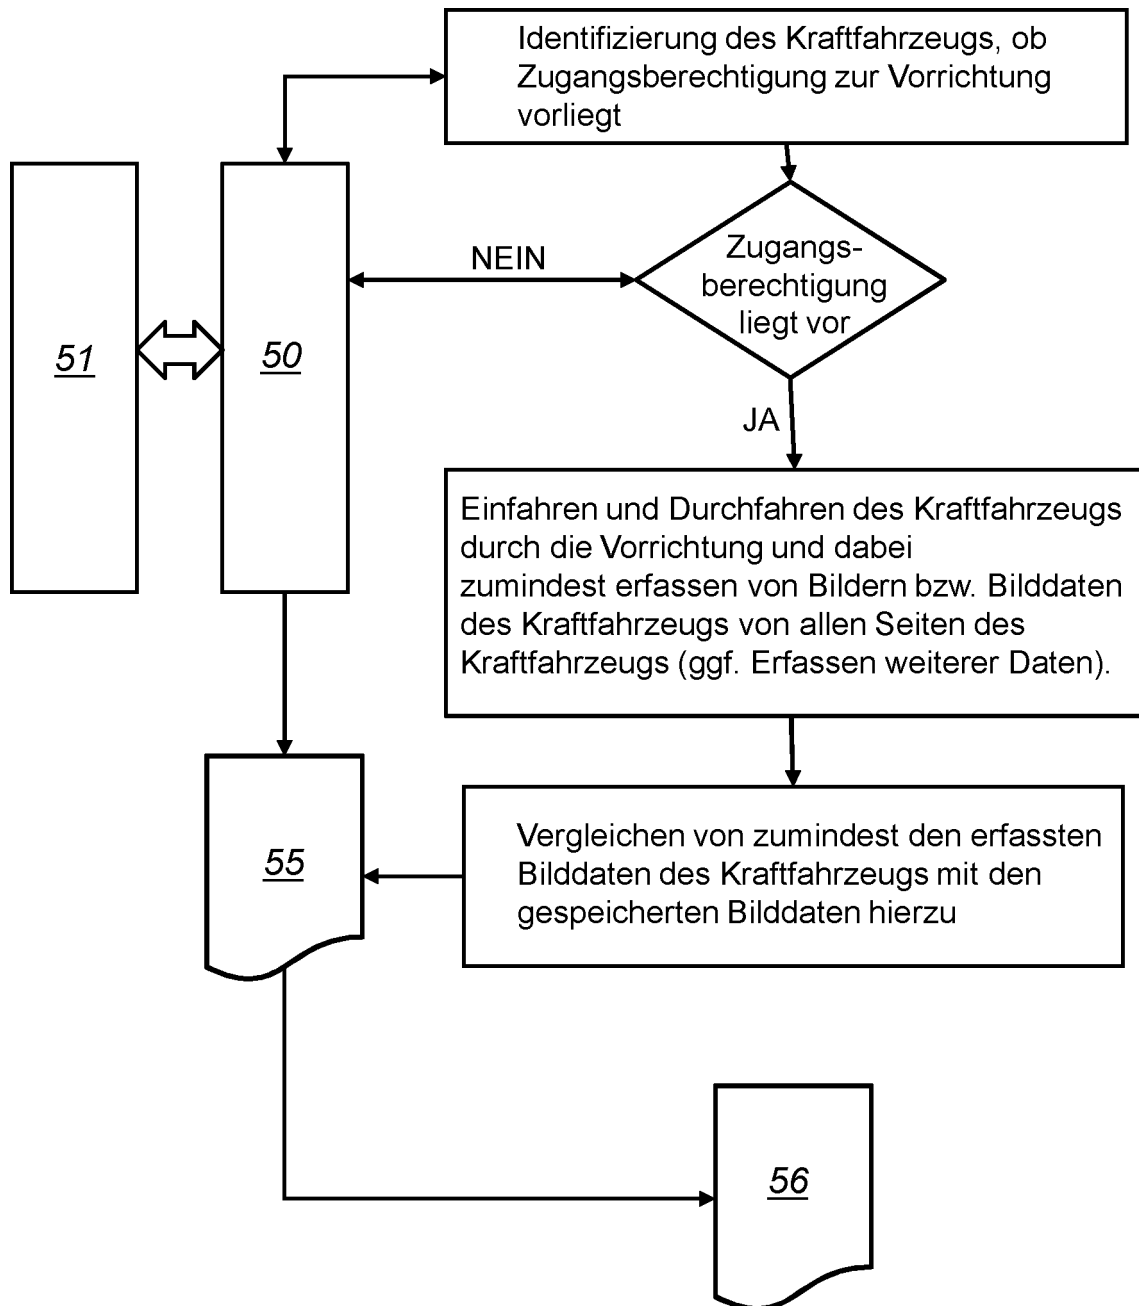 Identifizierung des Kraftfahrzeugs, ob
Zugangsberechtigung zur Vorrichtung
vorliegt
Zugangs-
berechtigung
liegt vor
NEIN
51
50
JA
Einfahren und Durchfahren des Kraftfahrzeugs
durch die Vorrichtung und dabei
zumindest erfassen von Bildern bzw. Bilddaten
des Kraftfahrzeugs von allen Seiten des
Kraftfahrzeugs (ggf. Erfassen weiterer Daten).
Vergleichen von zumindest den erfassten
Bilddaten des Kraftfahrzeugs mit den
gespeicherten Bilddaten hierzu
55
56